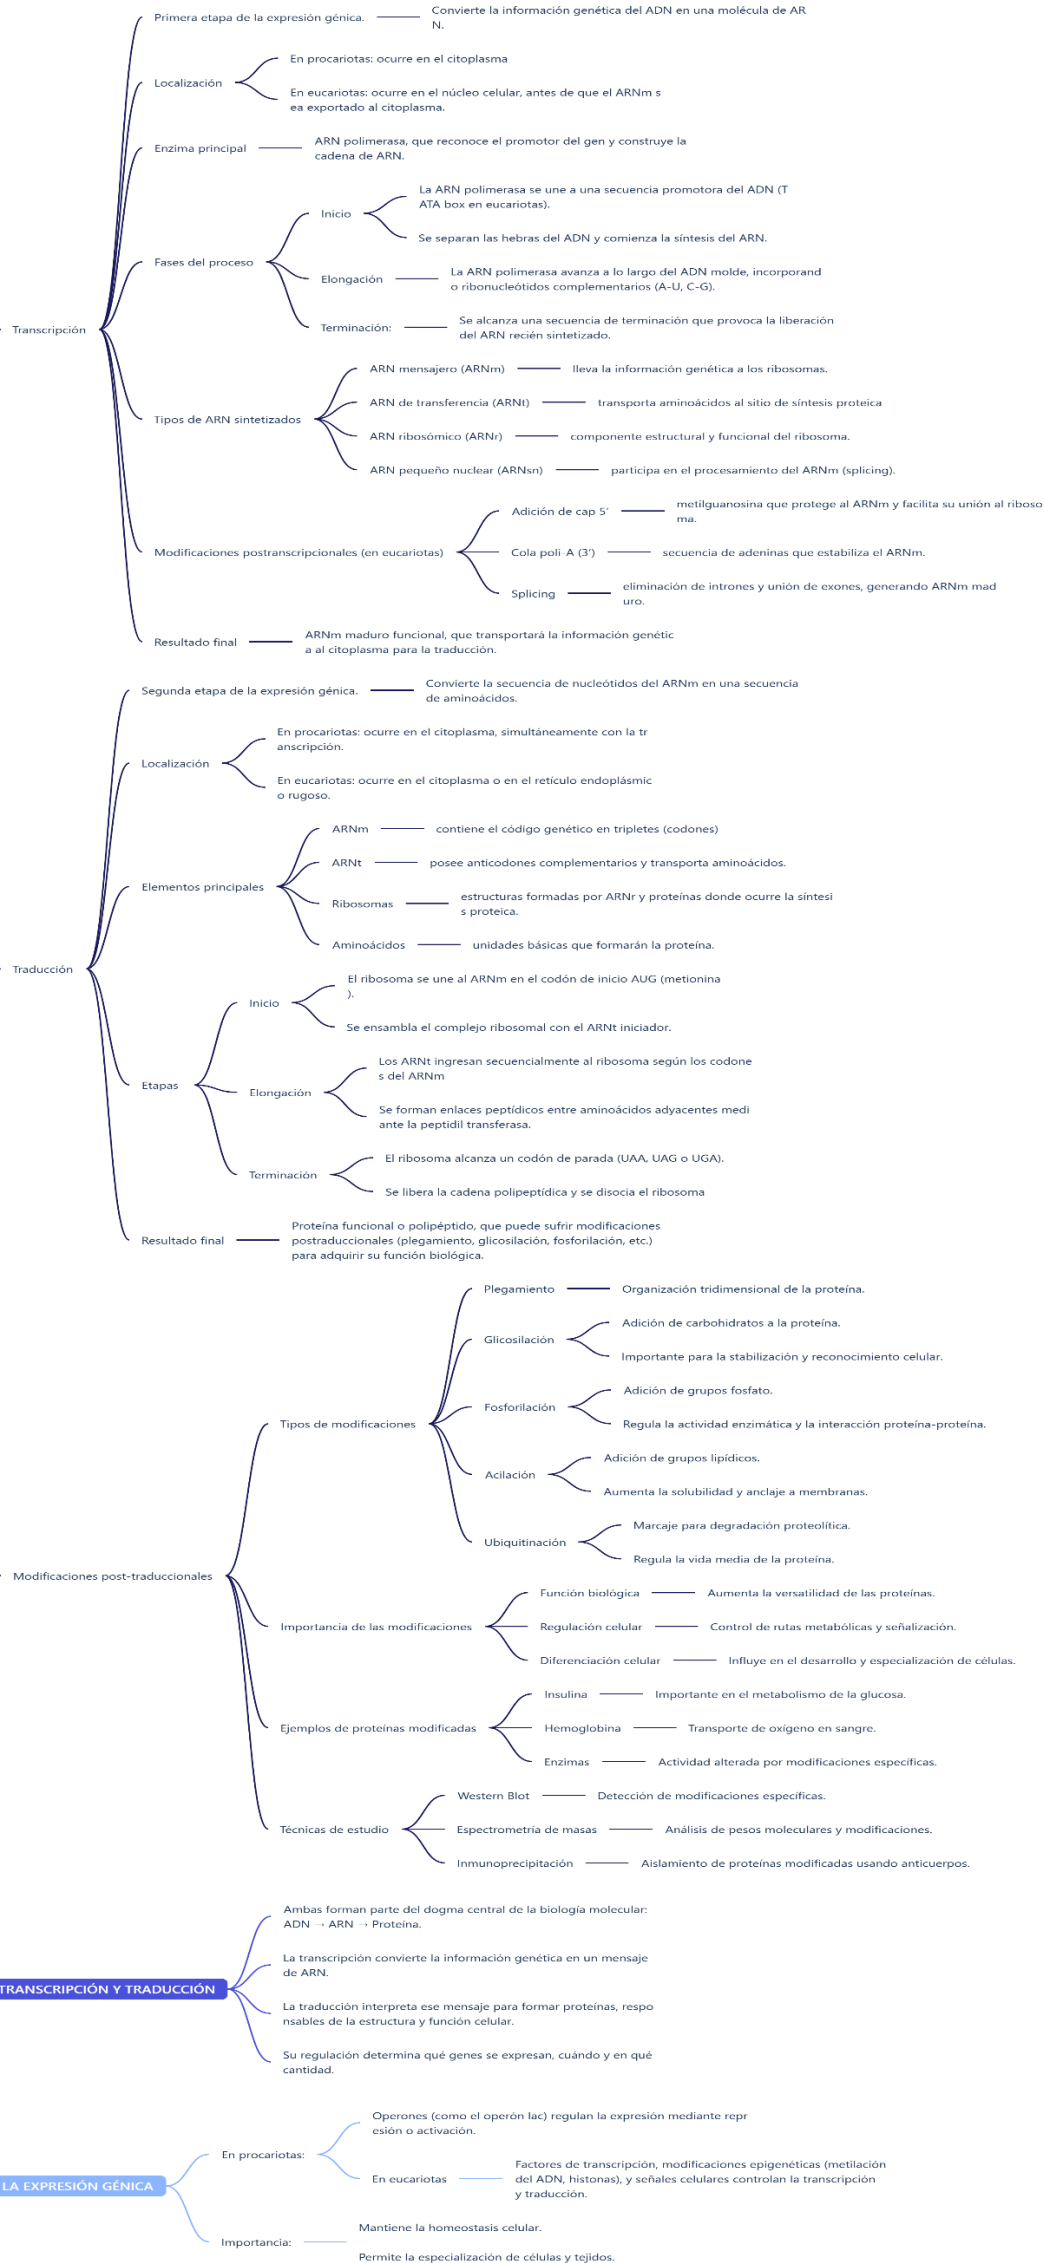 Primera etapa de la expresión génica.
Convierte la información genética del ADN en una molécula de AR
N.
Localización
En procariotas: ocurre en el citoplasma
En eucariotas: ocurre en el núcleo celular, antes de que el ARNm s
ea exportado al citoplasma.
Enzima principal
ARN polimerasa, que reconoce el promotor del gen y construye la
cadena de ARN.
Transcripción
Fases del proceso
Inicio
La ARN polimerasa se une a una secuencia promotora del ADN (T
ATA box en eucariotas).
Se separan las hebras del ADN y comienza la síntesis del ARN.
Elongación
La ARN polimerasa avanza a lo largo del ADN molde, incorporand
o ribonucleótidos complementarios (A-U, C-G).
Terminación:
Se alcanza una secuencia de terminación que provoca la liberación
del ARN recién sintetizado.
Tipos de ARN sintetizados
ARN mensajero (ARNm)
lleva la información genética a los ribosomas.
ARN de transferencia (ARNt)
transporta aminoácidos al sitio de síntesis proteica
ARN ribosómico (ARNr)
componente estructural y funcional del ribosoma.
ARN pequeño nuclear (ARNsn)
participa en el procesamiento del ARNm (splicing).
Modificaciones postranscripcionales (en eucariotas)
Adición de cap 5’
metilguanosina que protege al ARNm y facilita su unión al riboso
ma.
Cola poli-A (3’)
secuencia de adeninas que estabiliza el ARNm.
Splicing
eliminación de intrones y unión de exones, generando ARNm mad
uro.
Resultado final
ARNm maduro funcional, que transportará la información genétic
a al citoplasma para la traducción.
Segunda etapa de la expresión génica.
Convierte la secuencia de nucleótidos del ARNm en una secuencia
de aminoácidos.
Localización
En procariotas: ocurre en el citoplasma, simultáneamente con la tr
anscripción.
En eucariotas: ocurre en el citoplasma o en el retículo endoplásmic
o rugoso.
Traducción
Elementos principales
ARNm
contiene el código genético en tripletes (codones)
ARNt
posee anticodones complementarios y transporta aminoácidos.
Ribosomas
estructuras formadas por ARNr y proteínas donde ocurre la síntesi
s proteica.
Aminoácidos
unidades básicas que formarán la proteína.
Etapas
Inicio
El ribosoma se une al ARNm en el codón de inicio AUG (metionina
).
Se ensambla el complejo ribosomal con el ARNt iniciador.
Elongación
Los ARNt ingresan secuencialmente al ribosoma según los codone
s del ARNm
Se forman enlaces peptídicos entre aminoácidos adyacentes medi
ante la peptidil transferasa.
Terminación
El ribosoma alcanza un codón de parada (UAA, UAG o UGA).
Se libera la cadena polipeptídica y se disocia el ribosoma
Resultado final
Proteína funcional o polipéptido, que puede sufrir modificaciones
postraduccionales (plegamiento, glicosilación, fosforilación, etc.)
para adquirir su función biológica.
Modificaciones post-traduccionales
Tipos de modificaciones
Plegamiento
Organización tridimensional de la proteína.
Glicosilación
Adición de carbohidratos a la proteína.
Importante para la stabilización y reconocimiento celular.
Fosforilación
Adición de grupos fosfato.
Regula la actividad enzimática y la interacción proteína-proteína.
Acilación
Adición de grupos lipídicos.
Aumenta la solubilidad y anclaje a membranas.
Ubiquitinación
Marcaje para degradación proteolítica.
Regula la vida media de la proteína.
Importancia de las modificaciones
Función biológica
Aumenta la versatilidad de las proteínas.
Regulación celular
Control de rutas metabólicas y señalización.
Diferenciación celular
Influye en el desarrollo y especialización de células.
Ejemplos de proteínas modificadas
Insulina
Importante en el metabolismo de la glucosa.
Hemoglobina
Transporte de oxígeno en sangre.
Enzimas
Actividad alterada por modificaciones específicas.
Técnicas de estudio
Western Blot
Detección de modificaciones específicas.
Espectrometría de masas
Análisis de pesos moleculares y modificaciones.
Inmunoprecipitación
Aislamiento de proteínas modificadas usando anticuerpos.
TRANSCRIPCIÓN Y TRADUCCIÓN
Ambas forman parte del dogma central de la biología molecular:
ADN → ARN → Proteína.
La transcripción convierte la información genética en un mensaje
de ARN.
La traducción interpreta ese mensaje para formar proteínas, respo
nsables de la estructura y función celular.
Su regulación determina qué genes se expresan, cuándo y en qué
cantidad.
LA EXPRESIÓN GÉNICA
En procariotas:
Operones (como el operón lac) regulan la expresión mediante repr
esión o activación.
En eucariotas
Factores de transcripción, modificaciones epigenéticas (metilación
del ADN, histonas), y señales celulares controlan la transcripción
y traducción.
Importancia:
Mantiene la homeostasis celular.
Permite la especialización de células y tejidos.